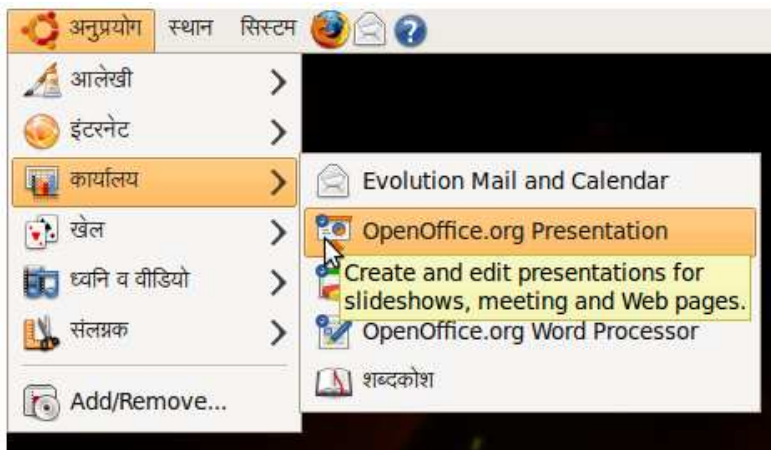 अनुप्रयोग स्थान सिस्टम
आलेखी
इंटरनेट
कार्यालय
खेल
ध्वनि व वीडियो
संलग्नक
Add/Remove...
Evolution Mail and Calendar
OpenOffice.org Presentation
Create and edit presentations for
slideshows, meeting and Web pages.
OpenOffice.org Word Processor
शब्दकोश